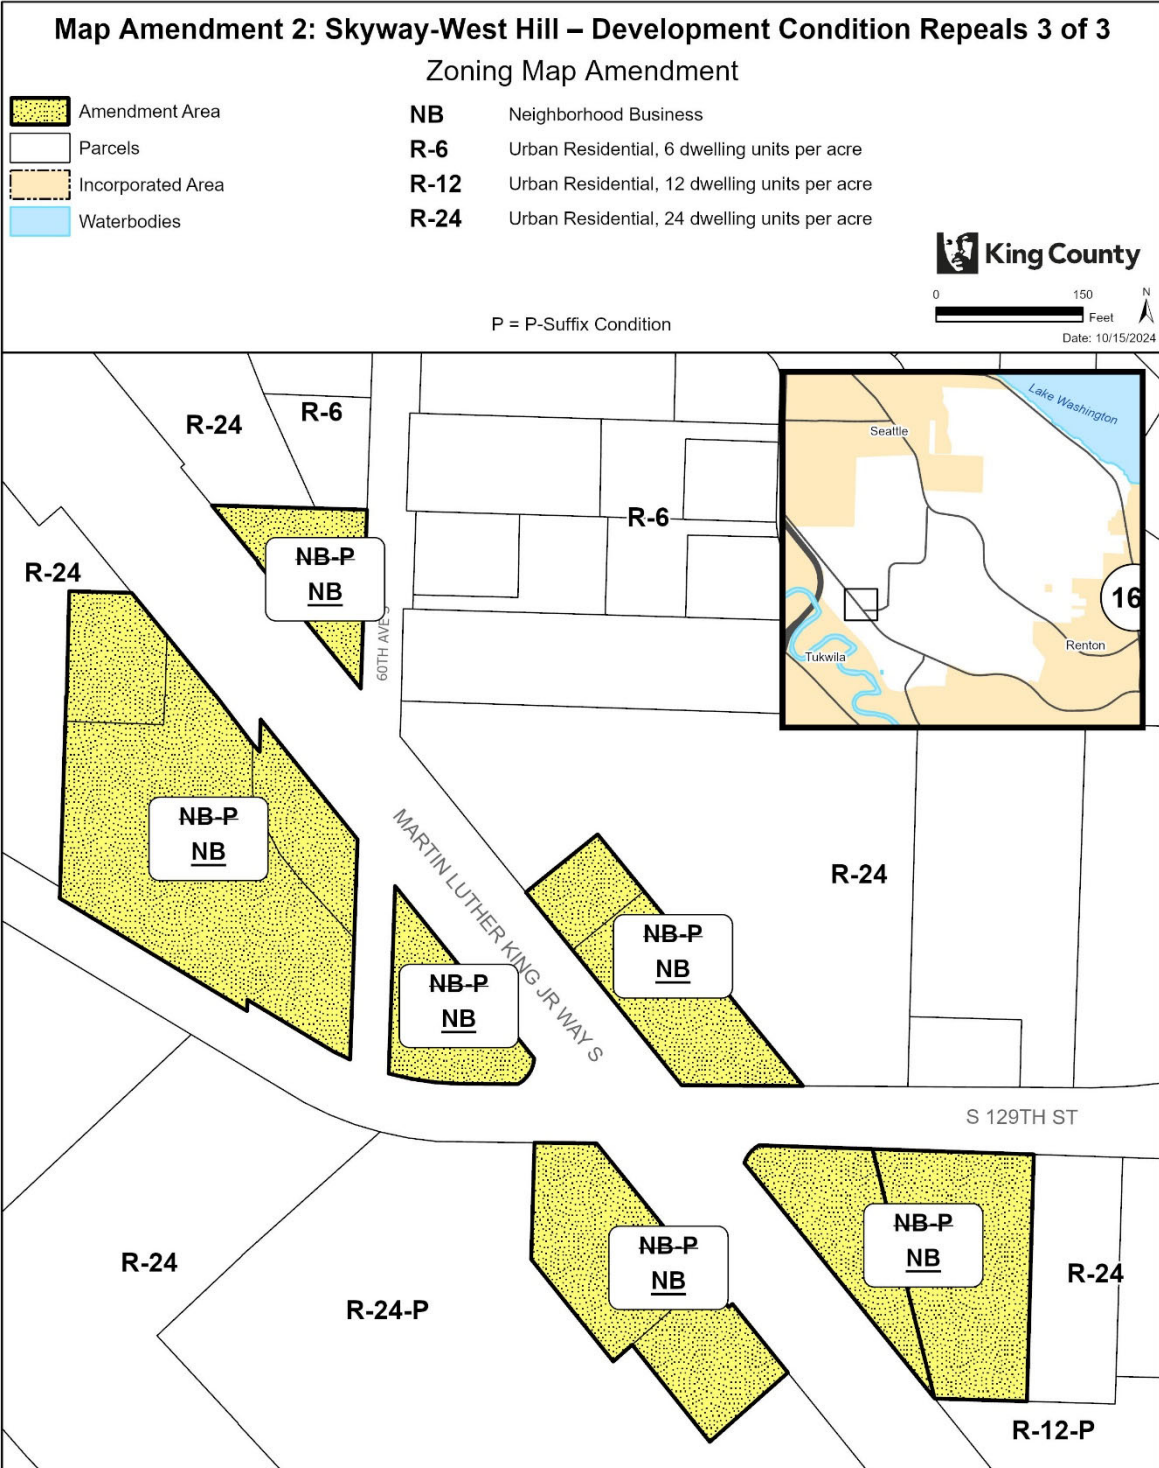 Map Amendment 2: Skyway-West Hill – Development Condition Repeals 3 of 3
Zoning Map Amendment
Amendment Area
Parcels
Incorporated Area
Waterbodies
NB Neighborhood Business
R-6 Urban Residential, 6 dwelling units per acre
R-12 Urban Residential, 12 dwelling units per acre
R-24 Urban Residential, 24 dwelling units per acre
P = P-Suffix Condition
King County
0 150
Feet
N
Date: 10/15/2024
R-24
R-6
R-6
Lake Washington
Seattle
16
Renton
Tukwila
NB-P
NB
60TH AVE S
R-24
NB-P
NB
MARTIN LUTHER KING JR WAY S
R-24
NB-P
NB
NB-P
NB
S 129TH ST
NB-P
NB
NB-P
NB
R-24
R-24-P
R-24
R-12-P